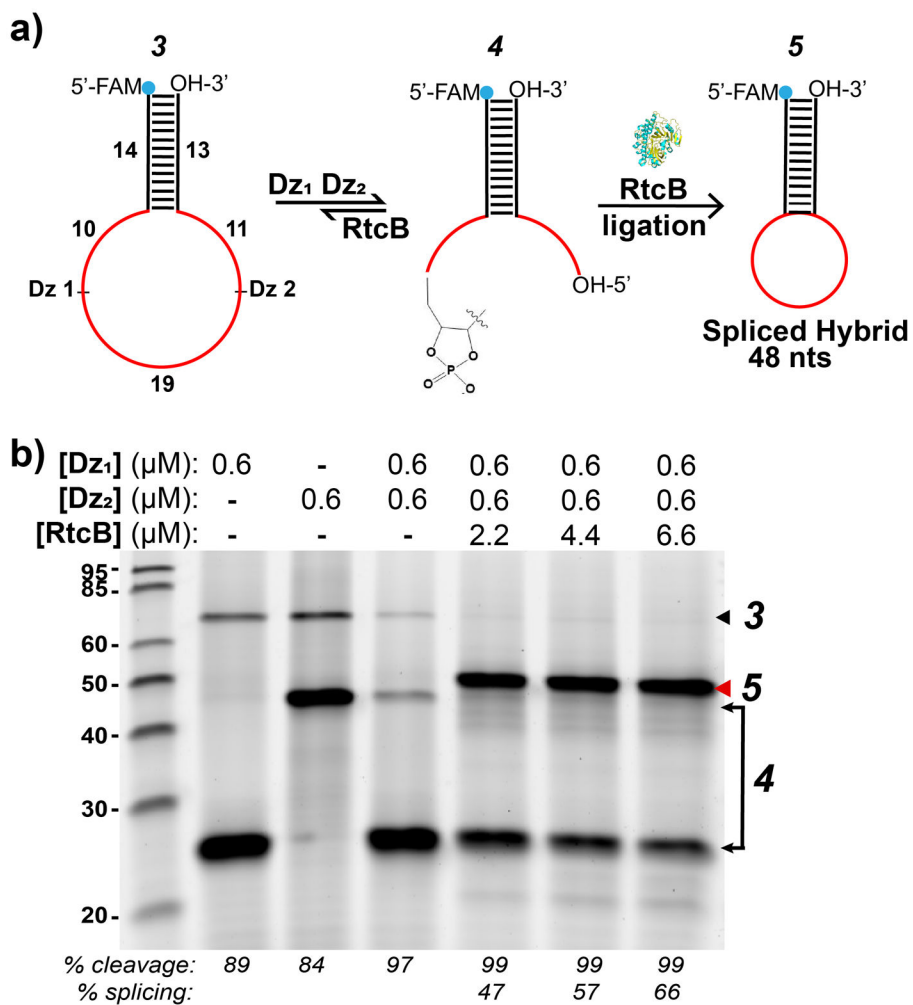 a)
3
4
5
5'-FAM OH-3'
5'-FAM OH-3'
5'-FAM OH-3'
14 13
10 11
Dz 1 Dz 2
19
Dz₁ Dz₂
RtcB
OH-5'
O O
P
O O
-
RtcB
ligation
Spliced Hybrid
48 nts
b)
[Dz₁] (µM): 0.6 - 0.6 0.6 0.6 0.6
[Dz₂] (µM): - 0.6 0.6 0.6 0.6 0.6
[RtcB] (µM): - - - 2.2 4.4 6.6
95-
85-
60-
50-
40-
30-
20-
3
5
4
% cleavage: 89 84 97 99 99 99
% splicing: 47 57 66